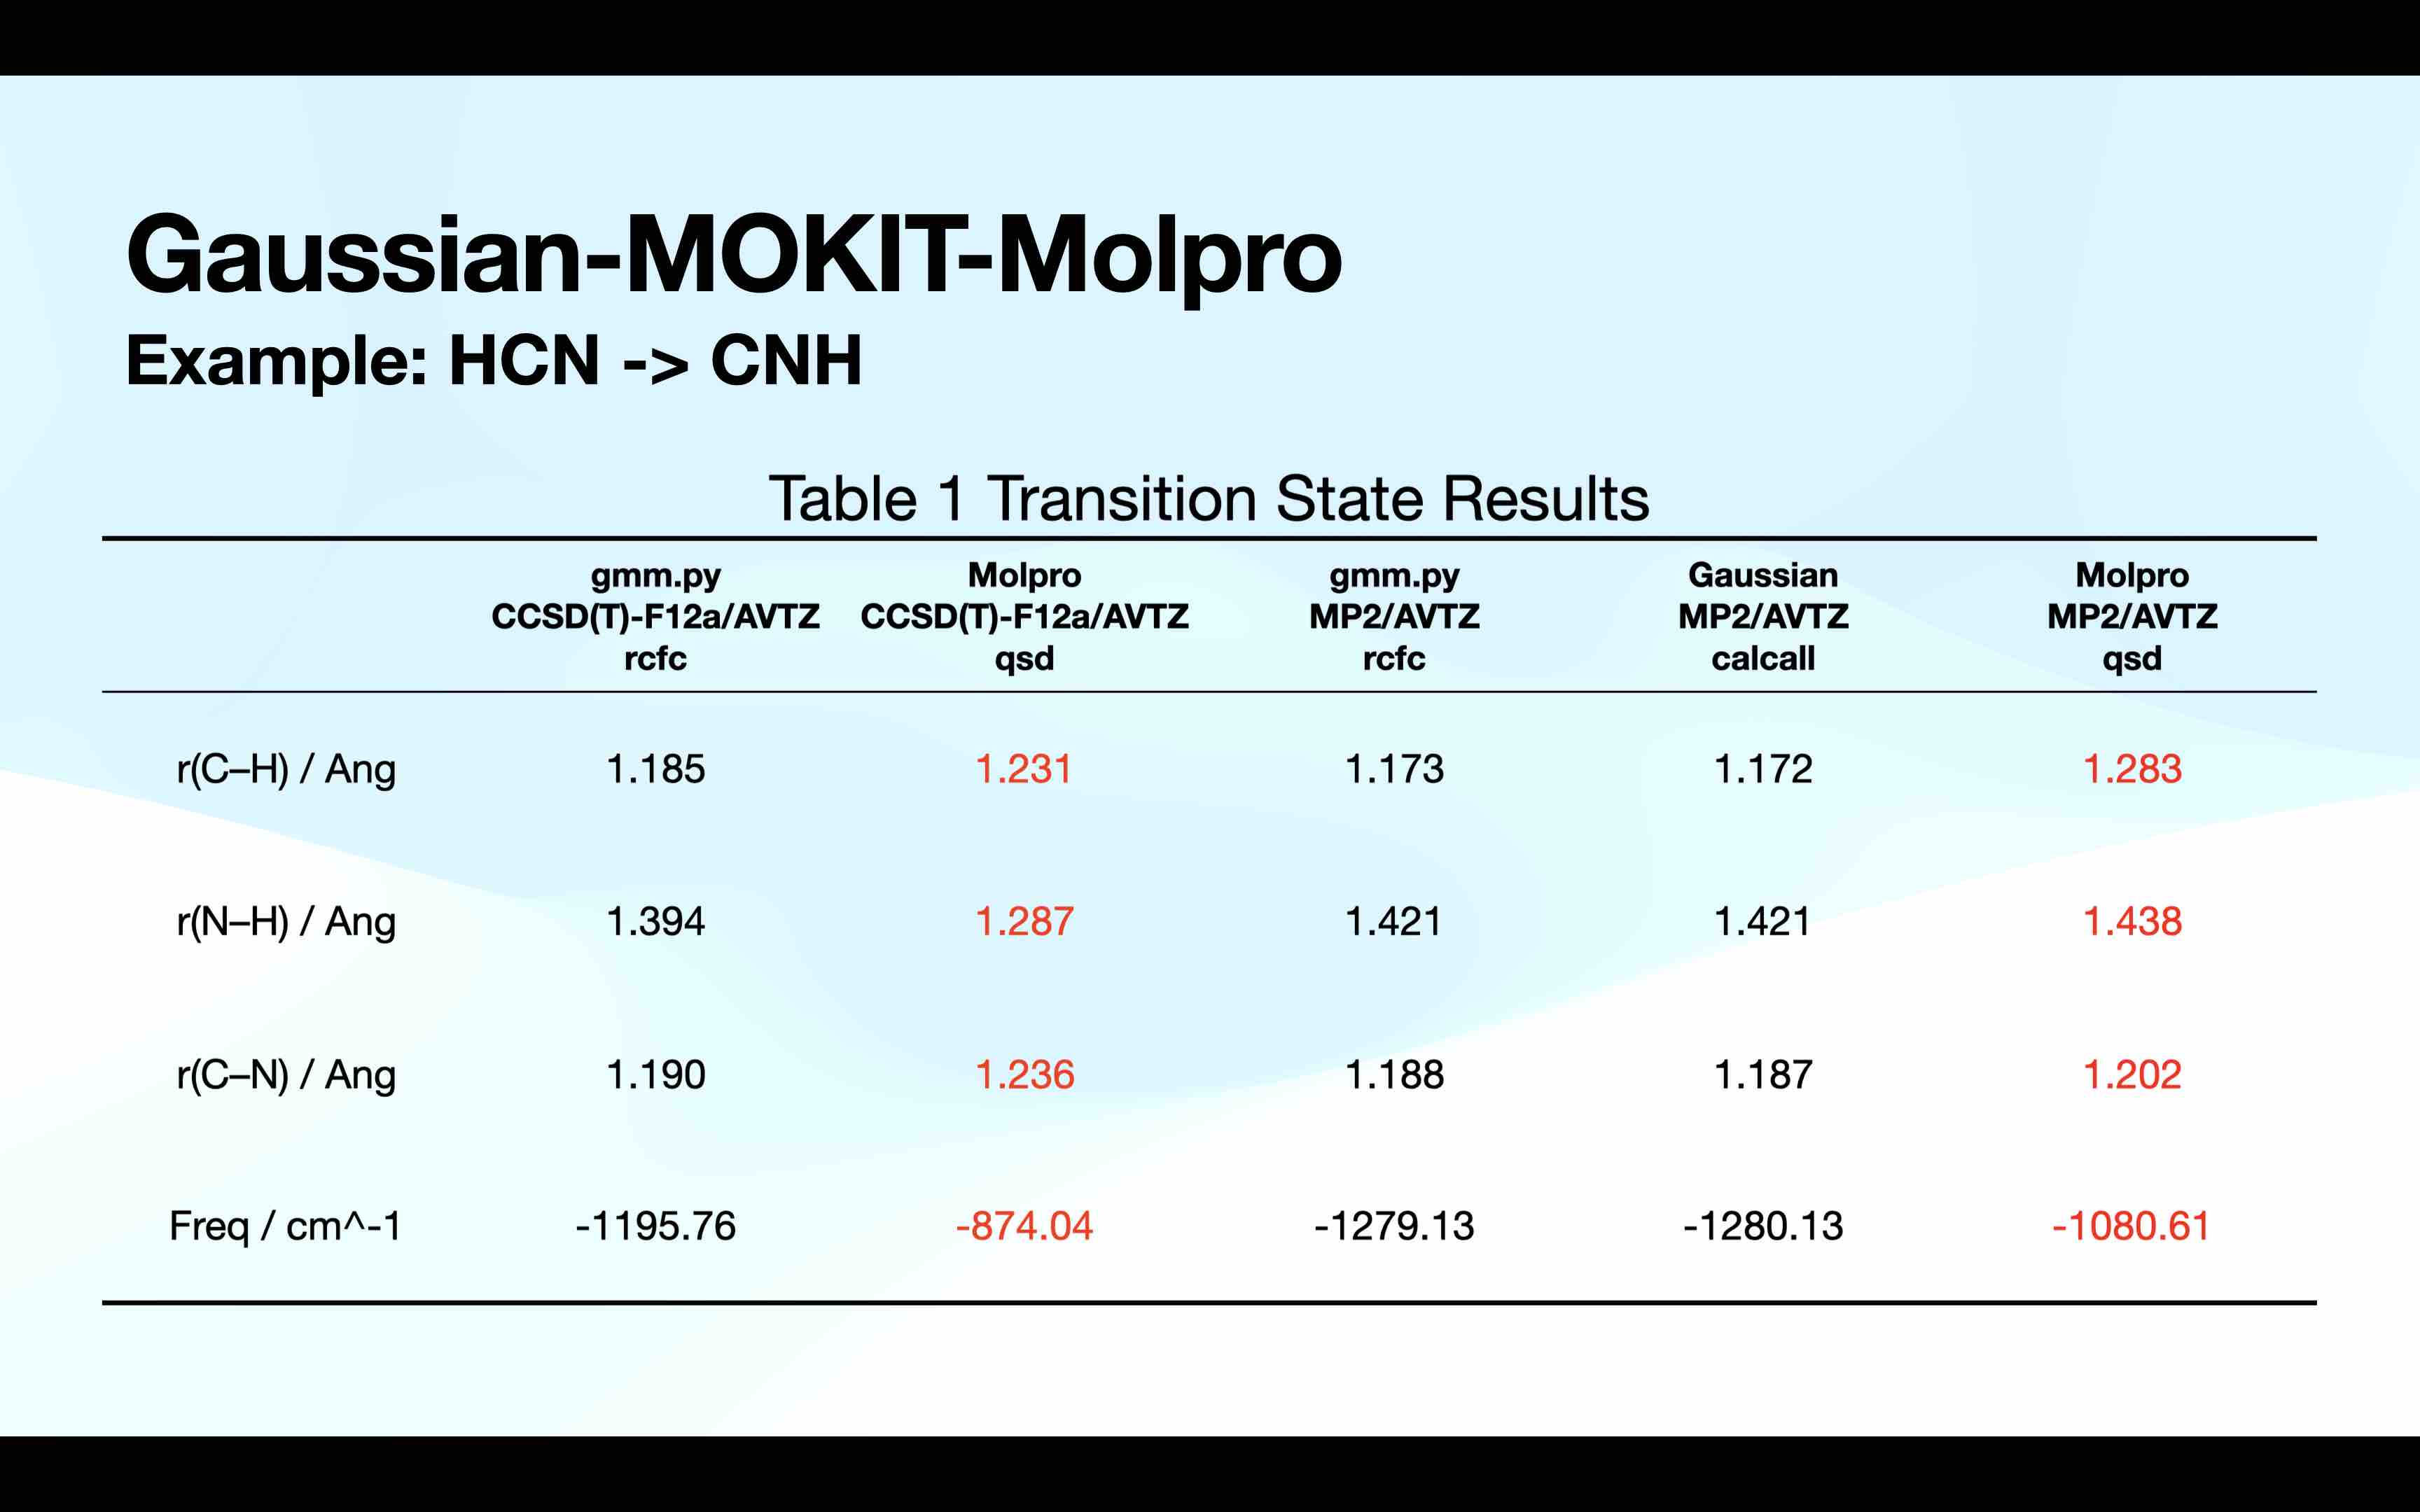 Gaussian-MOKIT-Molpro
Example: HCN -> CNH
Table 1 Transition State Results
gmm.py Molpro gmm.py Gaussian Molpro
CCSD(T)-F12a/AVTZ CCSD(T)-F12a/AVTZ MP2/AVTZ MP2/AVTZ MP2/AVTZ
rcfc qsd rcfc calcall qsd
r(C–H) / Ang 1.185 1.231 1.173 1.172 1.283
r(N–H) / Ang 1.394 1.287 1.421 1.421 1.438
r(C–N) / Ang 1.190 1.236 1.188 1.187 1.202
Freq / cm^-1 -1195.76 -874.04 -1279.13 -1280.13 -1080.61